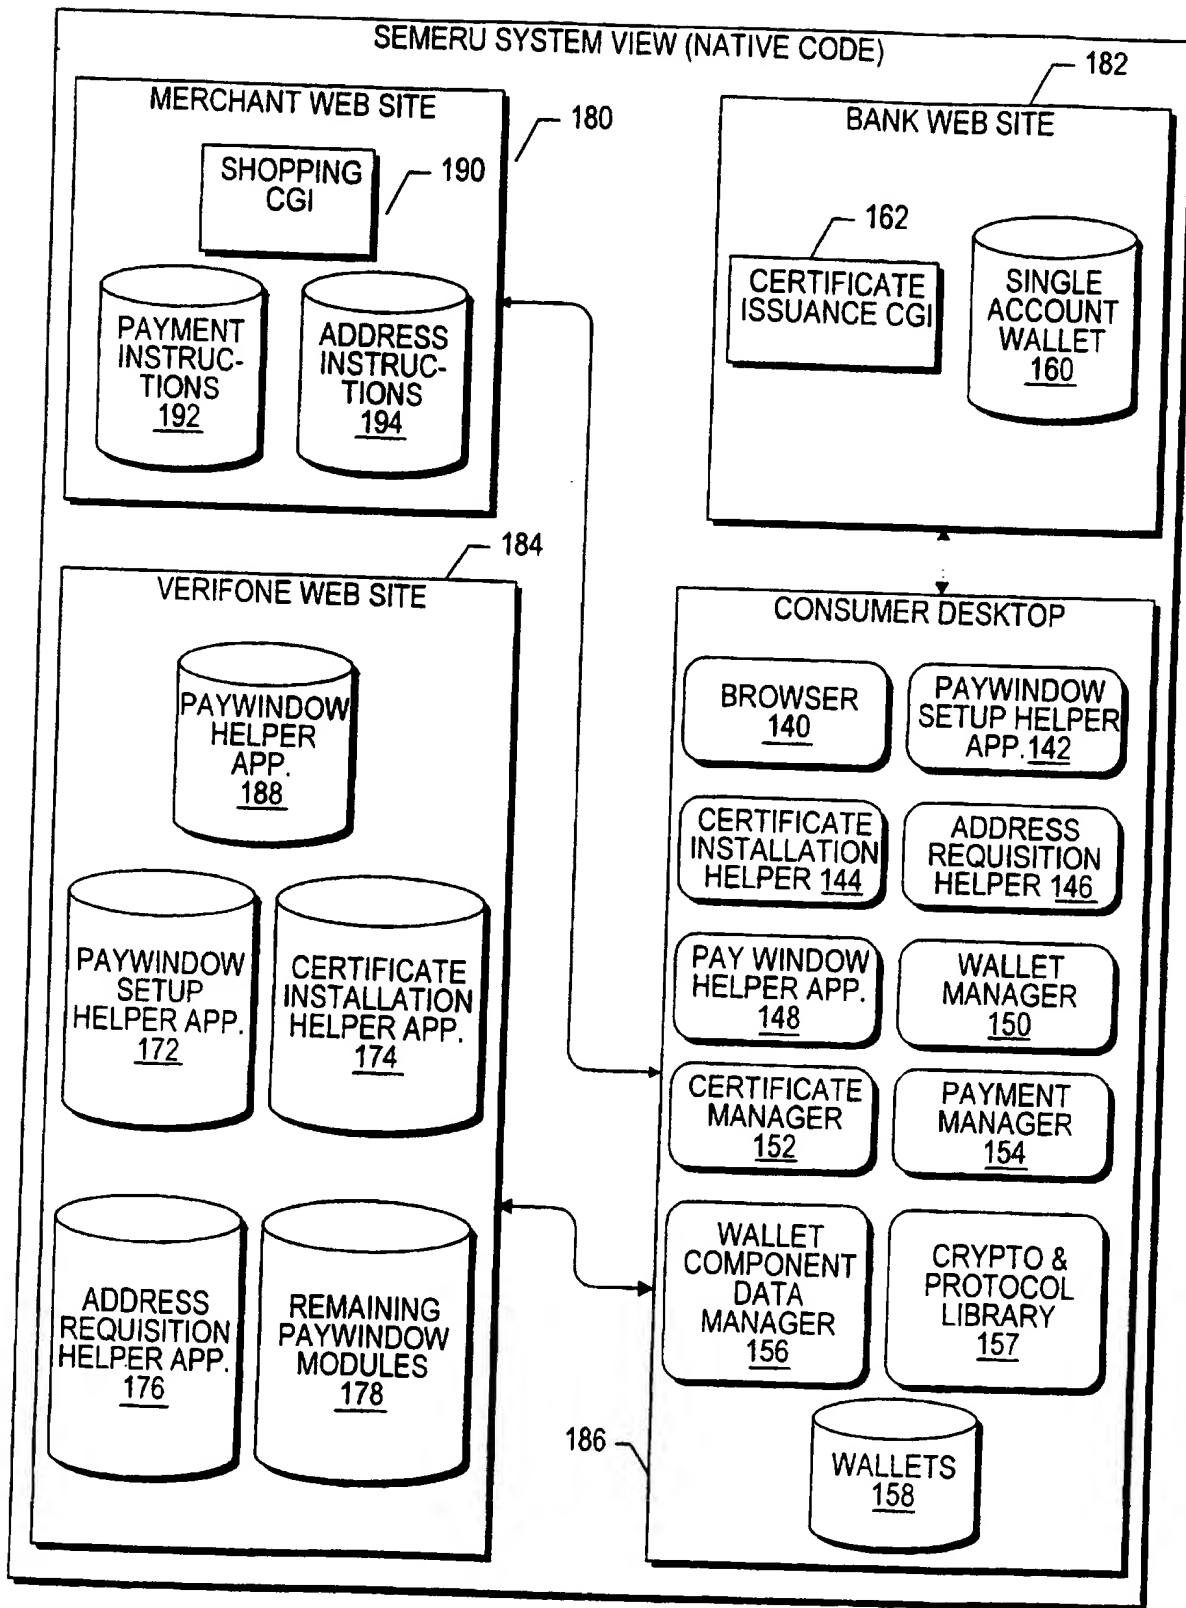 SEMERU SYSTEM VIEW (NATIVE CODE)
MERCHANT WEB SITE
180
SHOPPING
CGI
190
PAYMENT
INSTRUC-
TIONS
192
ADDRESS
INSTRUC-
TIONS
194
182
BANK WEB SITE
162
CERTIFICATE
ISSUANCE CGI
SINGLE
ACCOUNT
WALLET
160
184
VERIFONE WEB SITE
PAYWINDOW
HELPER
APP.
188
PAYWINDOW
SETUP
HELPER APP.
172
CERTIFICATE
INSTALLATION
HELPER APP.
174
ADDRESS
REQUISITION
HELPER APP.
176
REMAINING
PAYWINDOW
MODULES
178
CONSUMER DESKTOP
BROWSER
140
PAYWINDOW
SETUP HELPER
APP. 142
CERTIFICATE
INSTALLATION
HELPER 144
ADDRESS
REQUISITION
HELPER 146
PAY WINDOW
HELPER APP.
148
WALLET
MANAGER
150
CERTIFICATE
MANAGER
152
PAYMENT
MANAGER
154
WALLET
COMPONENT
DATA
MANAGER
156
CRYPTO &
PROTOCOL
LIBRARY
157
186
WALLETS
158